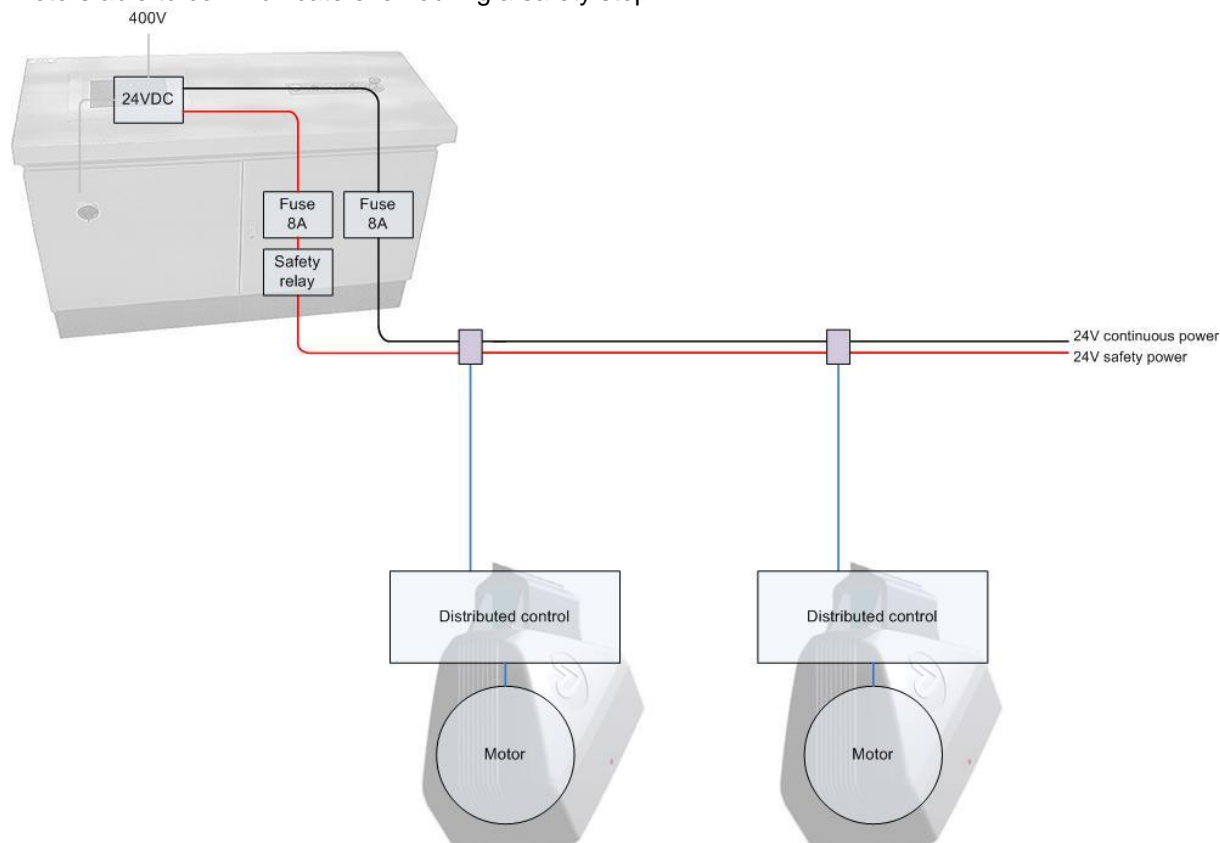 400V
24VDC
Fuse
8A
Fuse
8A
Safety
relay
24V continuous power
24V safety power
Distributed control
Distributed control
Motor
Motor